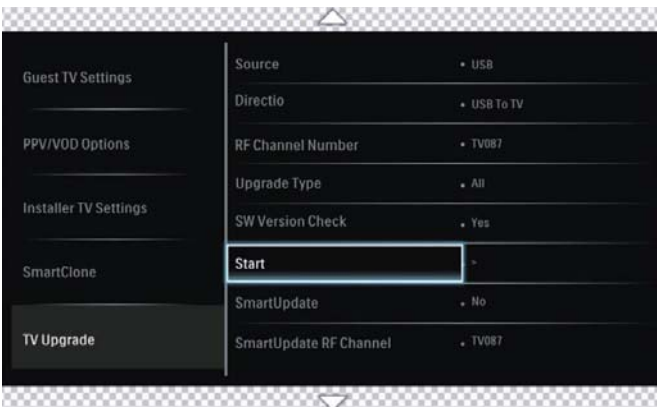 Guest TV Settings
PPV/VOD Options
Installer TV Settings
SmartClone
TV Upgrade
Source • USB
Directio • USB To TV
RF Channel Number • TV087
Upgrade Type • All
SW Version Check • Yes
Start
SmartUpdate • No
SmartUpdate RF Channel • TV087